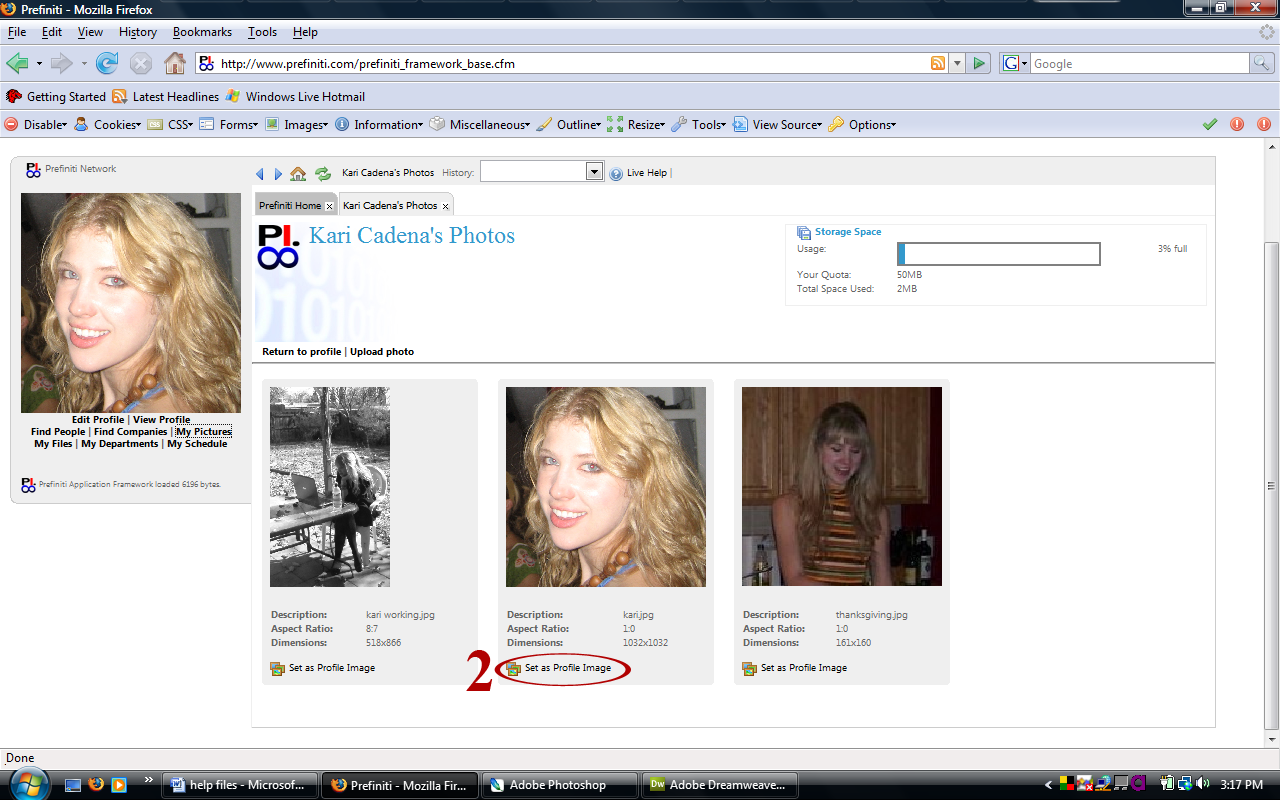 Prefiniti - Mozilla Firefox
File Edit View History Bookmarks Tools Help
http://www.prefiniti.com/prefiniti_framework_base.cfm
G Google
Getting Started Latest Headlines Windows Live Hotmail
Disable Cookies CSS Forms Images Information Miscellaneous Outline Resize Tools View Source Options
PI. Prefiniti Network
Kari Cadena's Photos History: Live Help |
Prefiniti Home x Kari Cadena's Photos x
PI. Kari Cadena's Photos
Storage Space
Usage: 3% full
Your Quota: 50MB
Total Space Used: 2MB
Return to profile | Upload photo
Edit Profile | View Profile
Find People | Find Companies | My Pictures
My Files | My Departments | My Schedule
Prefiniti Application Framework loaded 6196 bytes.
Description: kari working.jpg
Aspect Ratio: 8:7
Dimensions: 518x866
Set as Profile Image
Description: kari.jpg
Aspect Ratio: 1:0
Dimensions: 1032x1032
2 Set as Profile Image
Description: thanksgiving.jpg
Aspect Ratio: 1:0
Dimensions: 161x160
Set as Profile Image
Done
help files - Microsof... Prefiniti - Mozilla Fir... Adobe Photoshop Dw Adobe Dreamweave... 3:17 PM